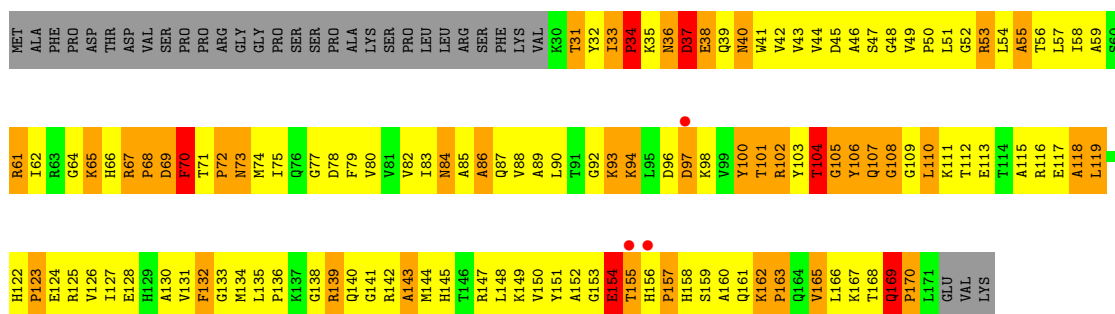 MET ALA PHE PRO ASP THR ASP VAL SER PRO PRO ARG GLY GLY PRO SER SER PRO ALA LYS SER PRO LEU LEU ARG SER PHE LYS VAL K30 T31 Y32 I33 P34 K35 N36 D37 E38 Q39 N40 W41 V42 V43 V44 D45 A46 S47 G48 V49 P50 L51 G52 R53 L54 A55 T56 L57 I58 A59 S60
R61 I62 R63 G64 K65 H66 R67 P68 D69 F70 T71 P72 N73 M74 I75 Q76 G77 D78 F79 V80 V81 V82 I83 N84 A85 A86 Q87 V88 A89 L90 T91 G92 K93 K94 L95 D96 D97 K98 V99 Y100 T101 R102 Y103 T104 G105 Y106 Q107 G108 G109 L110 K111 T112 E113 T114 A115 R116 E117 A118 L119
H122 P123 E124 R125 V126 I127 E128 H129 A130 V131 F132 G133 M134 L135 P136 K137 G138 R139 Q140 G141 R142 A143 M144 H145 T146 R147 L148 K149 V150 Y151 A152 G153 E154 T155 H156 P157 H158 S159 A160 Q161 K162 P163 Q164 V165 L166 K167 T168 Q169 P170 L171 GLU VAL LYS